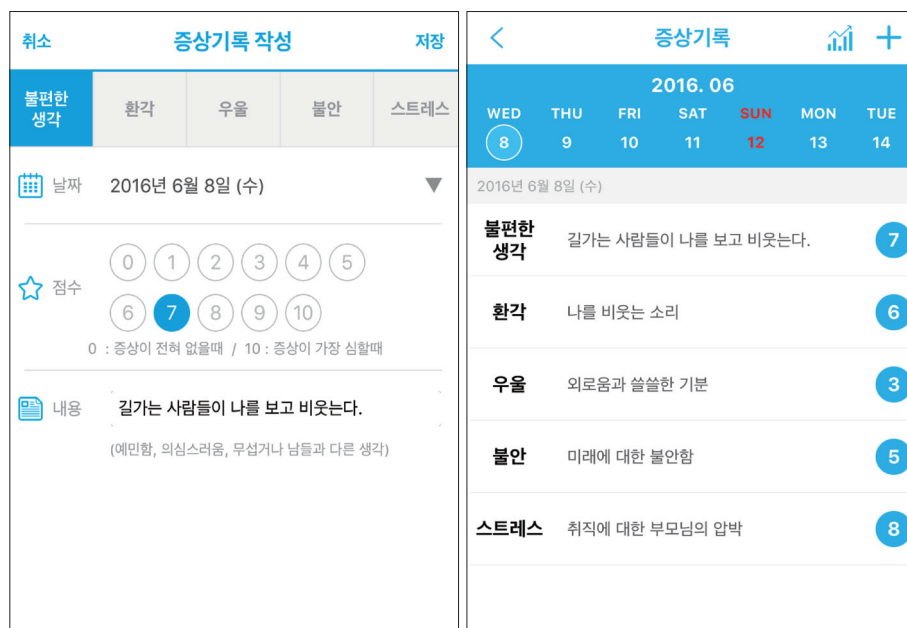 취소 증상기록 작성 저장
불편한
생각
환각 우울 불안 스트레스
날짜 2016년 6월 8일 (수) ▼
0 1 2 3 4 5
점수
6 7 8 9 10
0 : 증상이 전혀 없을때 / 10 : 증상이 가장 심할때
내용 길가는 사람들이 나를 보고 비웃는다.
(예민함, 의심스러움, 무섭거나 남들과 다른 생각)
< 증상기록 +
2016. 06
WED THU FRI SAT SUN MON TUE
8 9 10 11 12 13 14
2016년 6월 8일 (수)
불편한
생각
길가는 사람들이 나를 보고 비웃는다. 7
환각 나를 비웃는 소리 6
우울 외로움과 쓸쓸한 기분 3
불안 미래에 대한 불안함 5
스트레스 취직에 대한 부모님의 압박 8